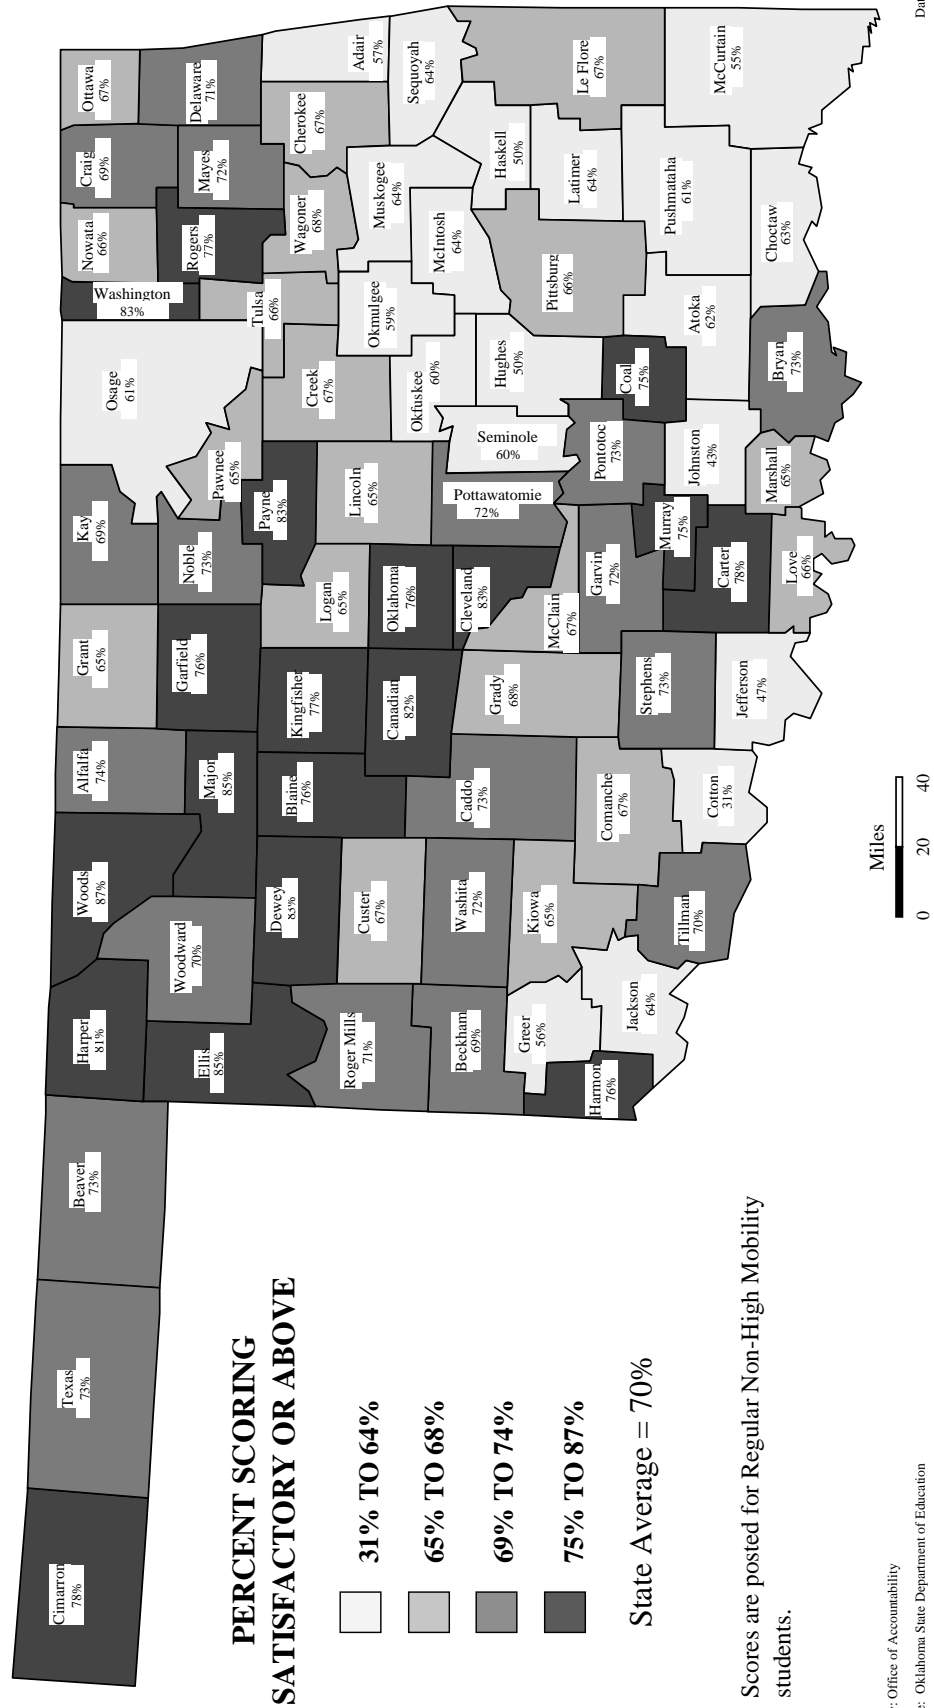 Cimarron
78%
Texas
73%
Beaver
73%
Harper
81%
Woods
87%
Alfalfa
74%
Grant
65%
Kay
69%
Osage
61%
Washington
83%
Nowata
66%
Craig
69%
Ottawa
67%
Ellis
85%
Woodward
70%
Major
85%
Garfield
76%
Noble
73%
Pawnee
65%
Tulsa
66%
Rogers
77%
Mayes
72%
Delaware
71%
Roger Mills
71%
Dewey
Blaine
76%
Kingfisher
77%
Logan
65%
Payne
83%
Lincoln
65%
Creek
67%
Wagoner
68%
Cherokee
67%
Adair
57%
Custer
67%
Canadian
82%
Oklahoma
76%
Okfuskee
60%
Okmulgee
59%
Muskogee
64%
Sequoyah
64%
Beckham
69%
Washita
72%
Caddo
73%
Grady
68%
Cleveland
83%
Pottawatomie
72%
Seminole
60%
Hughes
50%
McIntosh
64%
Haskell
50%
Greer
56%
Kiowa
65%
McClain
67%
Garvin
72%
Pontotoc
73%
Pittsburg
66%
Latimer
64%
Le Flore
67%
Harmon
76%
Jackson
64%
Tillman
70%
Comanche
67%
Stephens
73%
Murray
75%
Coal
75%
Atoka
62%
Pushmataha
61%
McCurtain
55%
Cotton
31%
Jefferson
47%
Carter
78%
Johnston
43%
Love
66%
Marshall
65%
Bryan
73%
Choctaw
63%
PERCENT SCORING
SATISFACTORY OR ABOVE
31% TO 64%
65% TO 68%
69% TO 74%
75% TO 87%
State Average = 70%
Scores are posted for Regular Non-High Mobility
students.
Miles
0 20 40
: Office of Accountability
e: Oklahoma State Department of Education
Dat